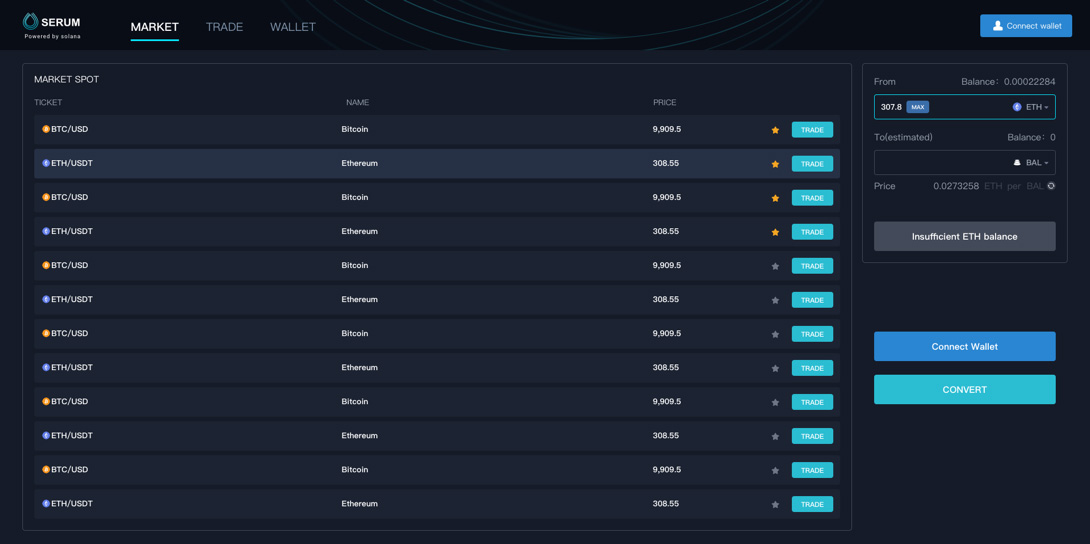 SERUM
Powered by solana
MARKET TRADE WALLET
Connect wallet
MARKET SPOT
TICKET NAME PRICE
BTC/USD Bitcoin 9,909.5 TRADE
ETH/USDT Ethereum 308.55 TRADE
BTC/USD Bitcoin 9,909.5 TRADE
ETH/USDT Ethereum 308.55 TRADE
BTC/USD Bitcoin 9,909.5 TRADE
ETH/USDT Ethereum 308.55 TRADE
BTC/USD Bitcoin 9,909.5 TRADE
ETH/USDT Ethereum 308.55 TRADE
BTC/USD Bitcoin 9,909.5 TRADE
ETH/USDT Ethereum 308.55 TRADE
BTC/USD Bitcoin 9,909.5 TRADE
ETH/USDT Ethereum 308.55 TRADE
From Balance：0.00022284
307.8 MAX ETH
To(estimated) Balance：0
BAL
Price 0.0273258 ETH per BAL
Insufficient ETH balance
Connect Wallet
CONVERT